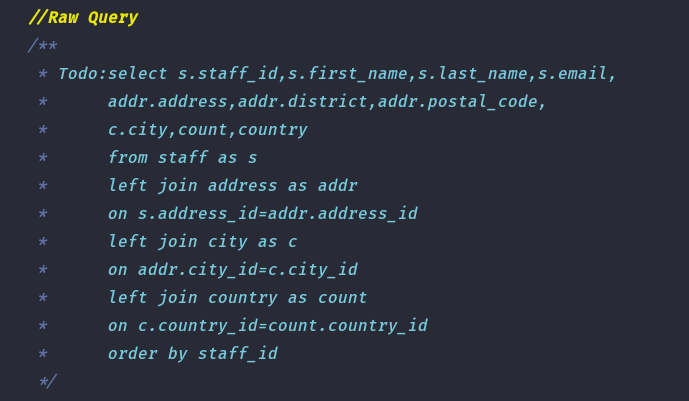 //Raw Query
/**
* Todo:select s.staff_id,s.first_name,s.last_name,s.email,
* addr.address,addr.district,addr.postal_code,
* c.city,count,country
* from staff as s
* left join address as addr
* on s.address_id=addr.address_id
* left join city as c
* on addr.city_id=c.city_id
* left join country as count
* on c.country_id=count.country_id
* order by staff_id
*/